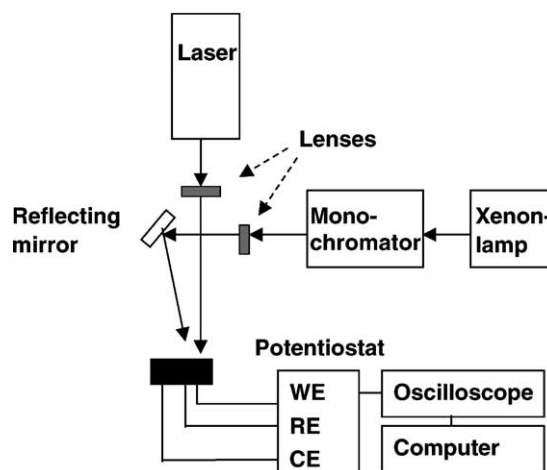 Laser
Lenses
Reflecting
mirror
Mono-
chromator
Xenon-
lamp
Potentiostat
WE
RE
CE
Oscilloscope
Computer